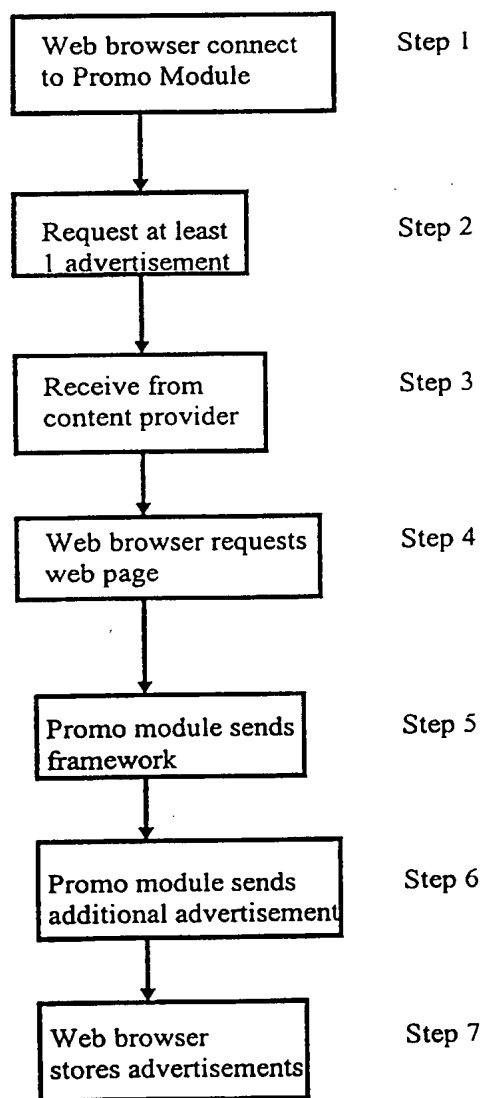 Web browser connect Step 1
to Promo Module
Request at least Step 2
1 advertisement
Receive from Step 3
content provider
Web browser requests Step 4
web page
Promo module sends Step 5
framework
Promo module sends Step 6
additional advertisement
Web browser Step 7
stores advertisements